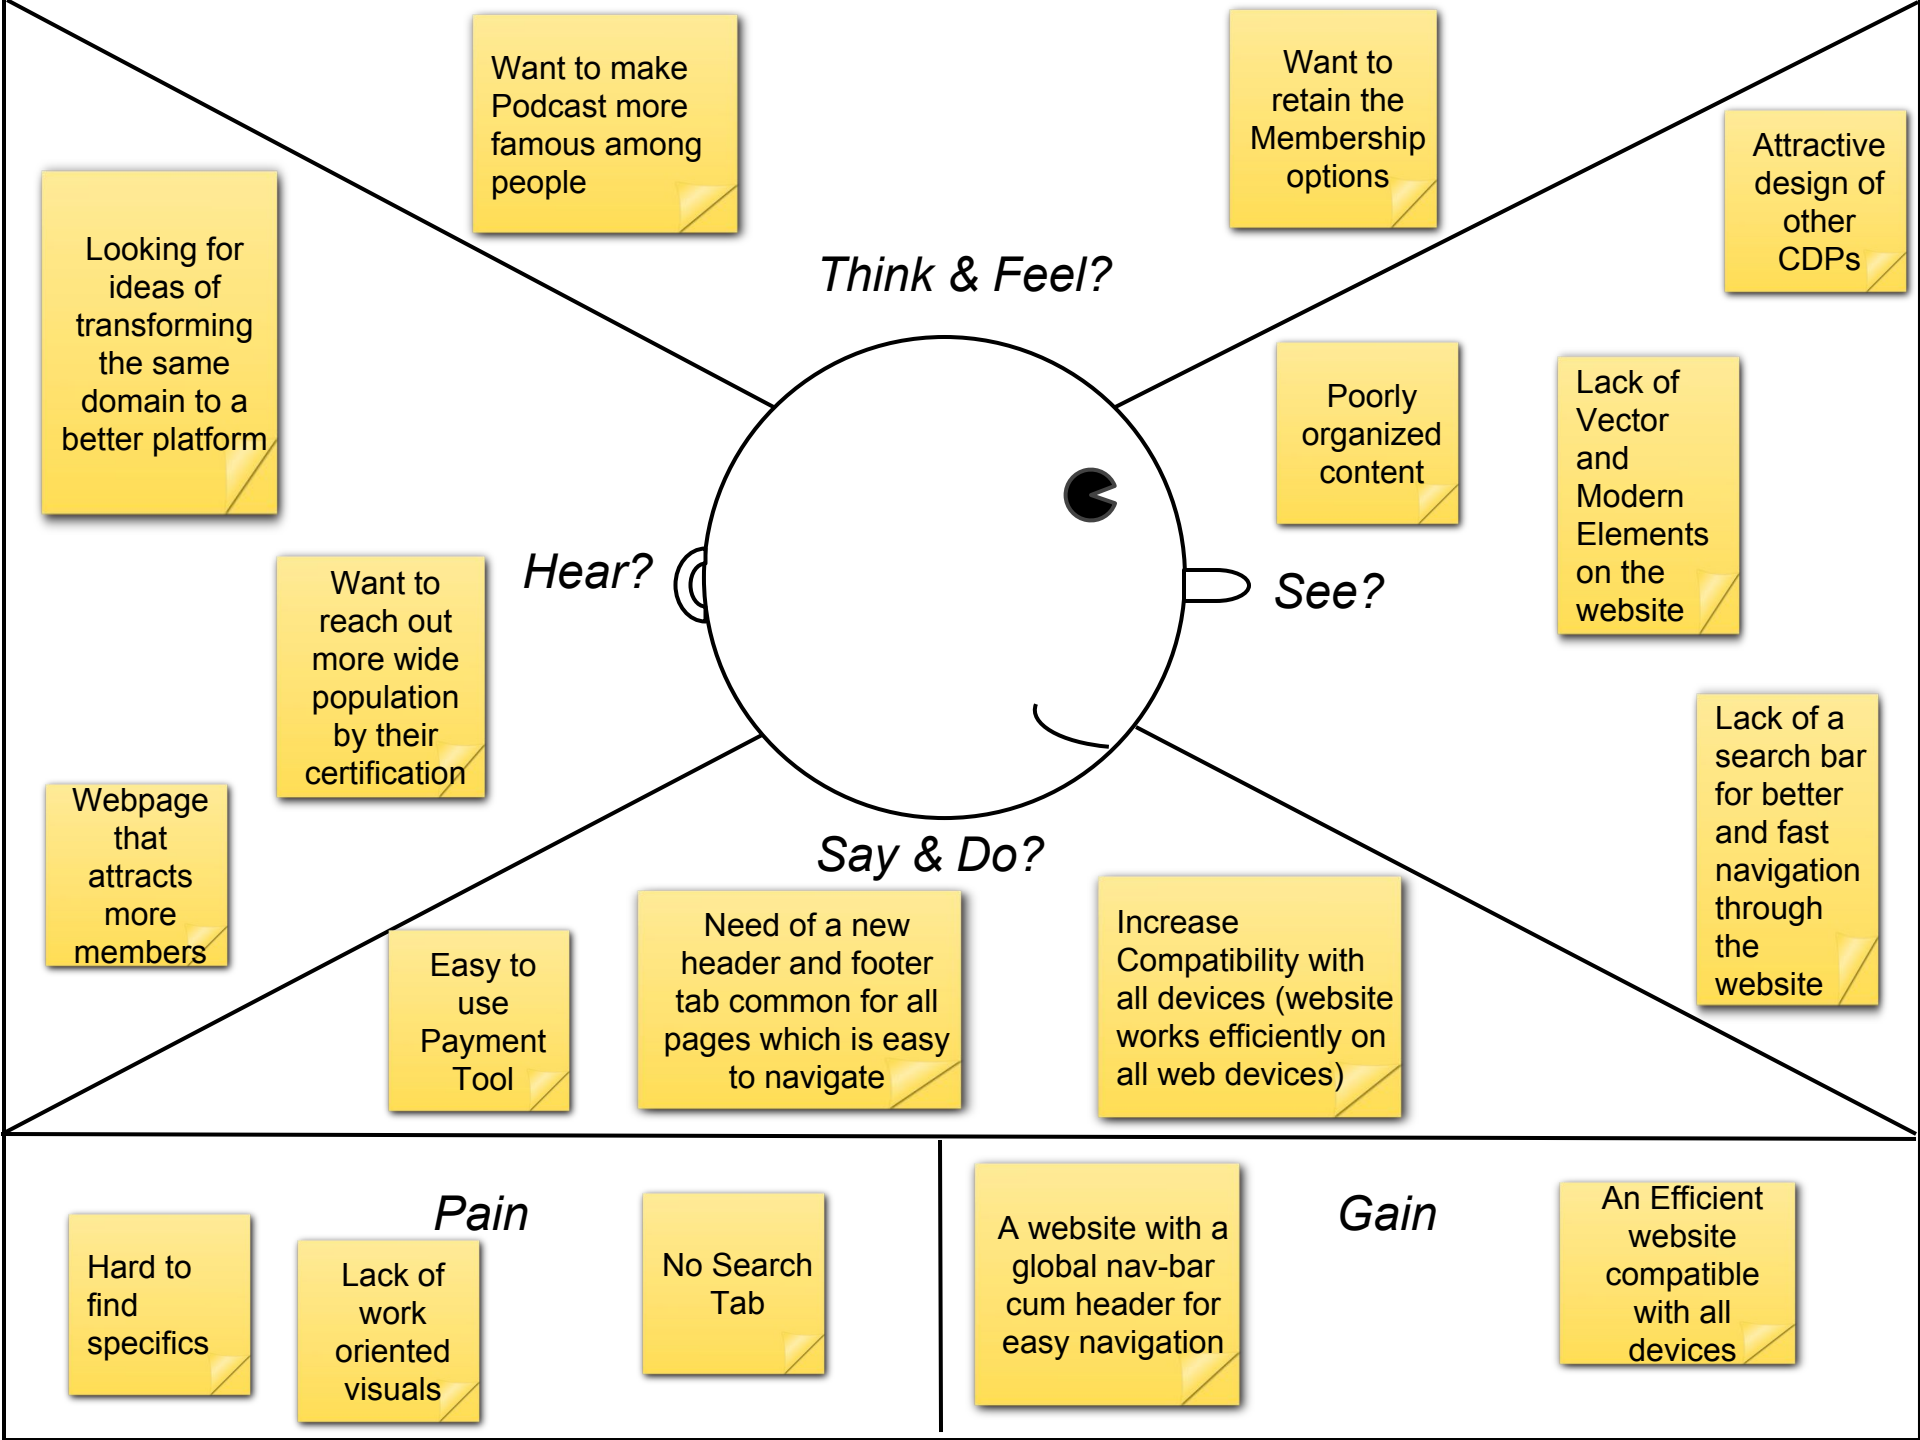 Want to make
Podcast more
famous among
people
Want to
retain the
Membership
options
Attractive
design of
other
CDPs
Looking for
ideas of
transforming
the same
domain to a
better platform
Think & Feel?
Poorly
organized
content
Lack of
Vector
and
Modern
Elements
on the
website
Hear?
See?
Want to
reach out
more wide
population
by their
certification
Lack of a
search bar
for better
and fast
navigation
through
the
website
Webpage
that
attracts
more
members
Say & Do?
Easy to
use
Payment
Tool
Need of a new
header and footer
tab common for all
pages which is easy
to navigate
Increase
Compatibility with
all devices (website
works efficiently on
all web devices)
Pain
Hard to
find
specifics
Lack of
work
oriented
visuals
No Search
Tab
Gain
A website with a
global nav-bar
cum header for
easy navigation
An Efficient
website
compatible
with all
devices